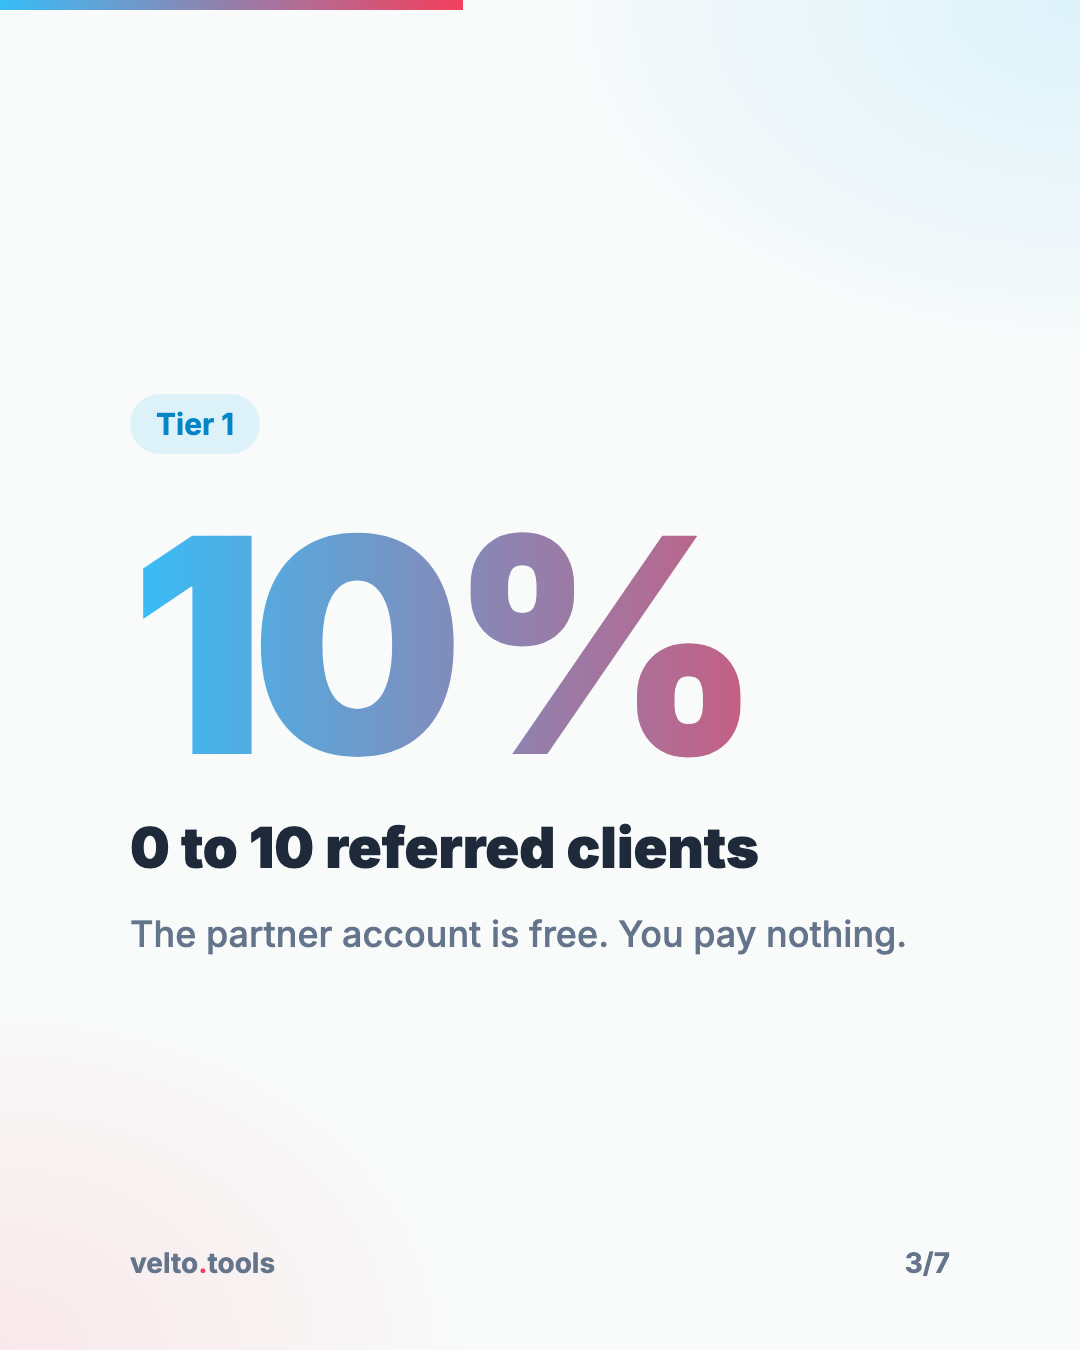 Tier 1
10%
0 to 10 referred clients
The partner account is free. You pay nothing.
velto.tools
3/7